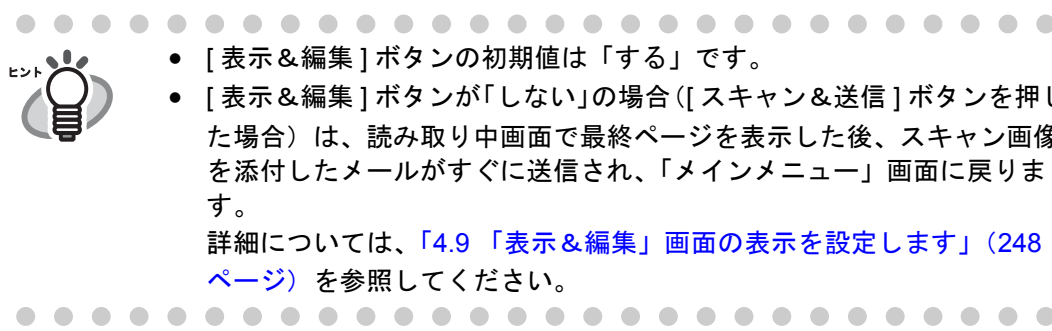 ヒント
● [ 表示＆編集 ] ボタンの初期値は「する」です。
● [ 表示＆編集 ] ボタンが「しない」の場合（[ スキャン＆送信 ] ボタンを押し
た場合）は、読み取り中画面で最終ページを表示した後、スキャン画像
を添付したメールがすぐに送信され、「メインメニュー」画面に戻りま
す。
詳細については、「4.9 「表示＆編集」画面の表示を設定します」（248
ページ）を参照してください。